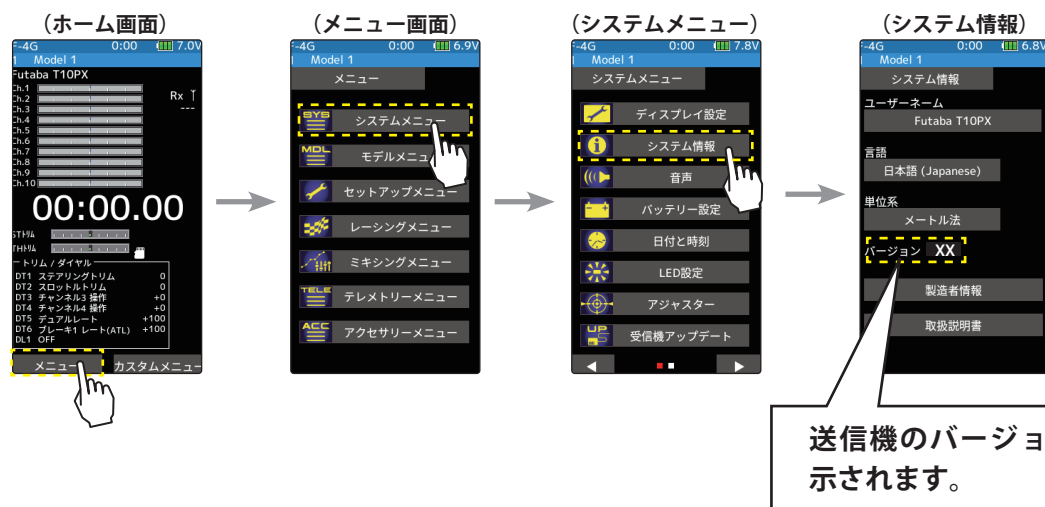 （ホーム画面）
-4G 0:00 7.0V
Model 1
Futaba T10PX
Ch.1
Ch.2
Ch.3
Ch.4
Ch.5
Ch.6
Ch.7
Ch.8
Ch.9
Ch.10
Rx
---
00:00.00
STﾄﾘﾑ
THﾄﾘﾑ
トリム / ダイヤル
DT1 ステアリングトリム 0
DT2 スロットルトリム 0
DT3 チャンネル3 操作 +0
DT4 チャンネル4 操作 +0
DT5 デュアルレート +100
DT6 ブレーキ1 レート(ATL) +100
DL1 OFF
メニュー カスタムメニュー
（メニュー画面）
-4G 0:00 6.9V
Model 1
メニュー
SYS システムメニュー
MDL モデルメニュ
セットアップメニュー
レーシングメニュー
ミキシングメニュー
TELE テレメトリーメニュー
ACC アクセサリーメニュー
（システムメニュー）
-4G 0:00 7.8V
Model 1
システムメニュー
ディスプレイ設定
システム情報
音声
バッテリー設定
日付と時刻
LED設定
アジャスター
UP 受信機アップデート
（システム情報）
-4G 0:00 6.8V
Model 1
システム情報
ユーザーネーム
Futaba T10PX
言語
日本語 (Japanese)
単位系
メートル法
バージョン XX
製造者情報
取扱説明書
送信機のバージョ
示されます。